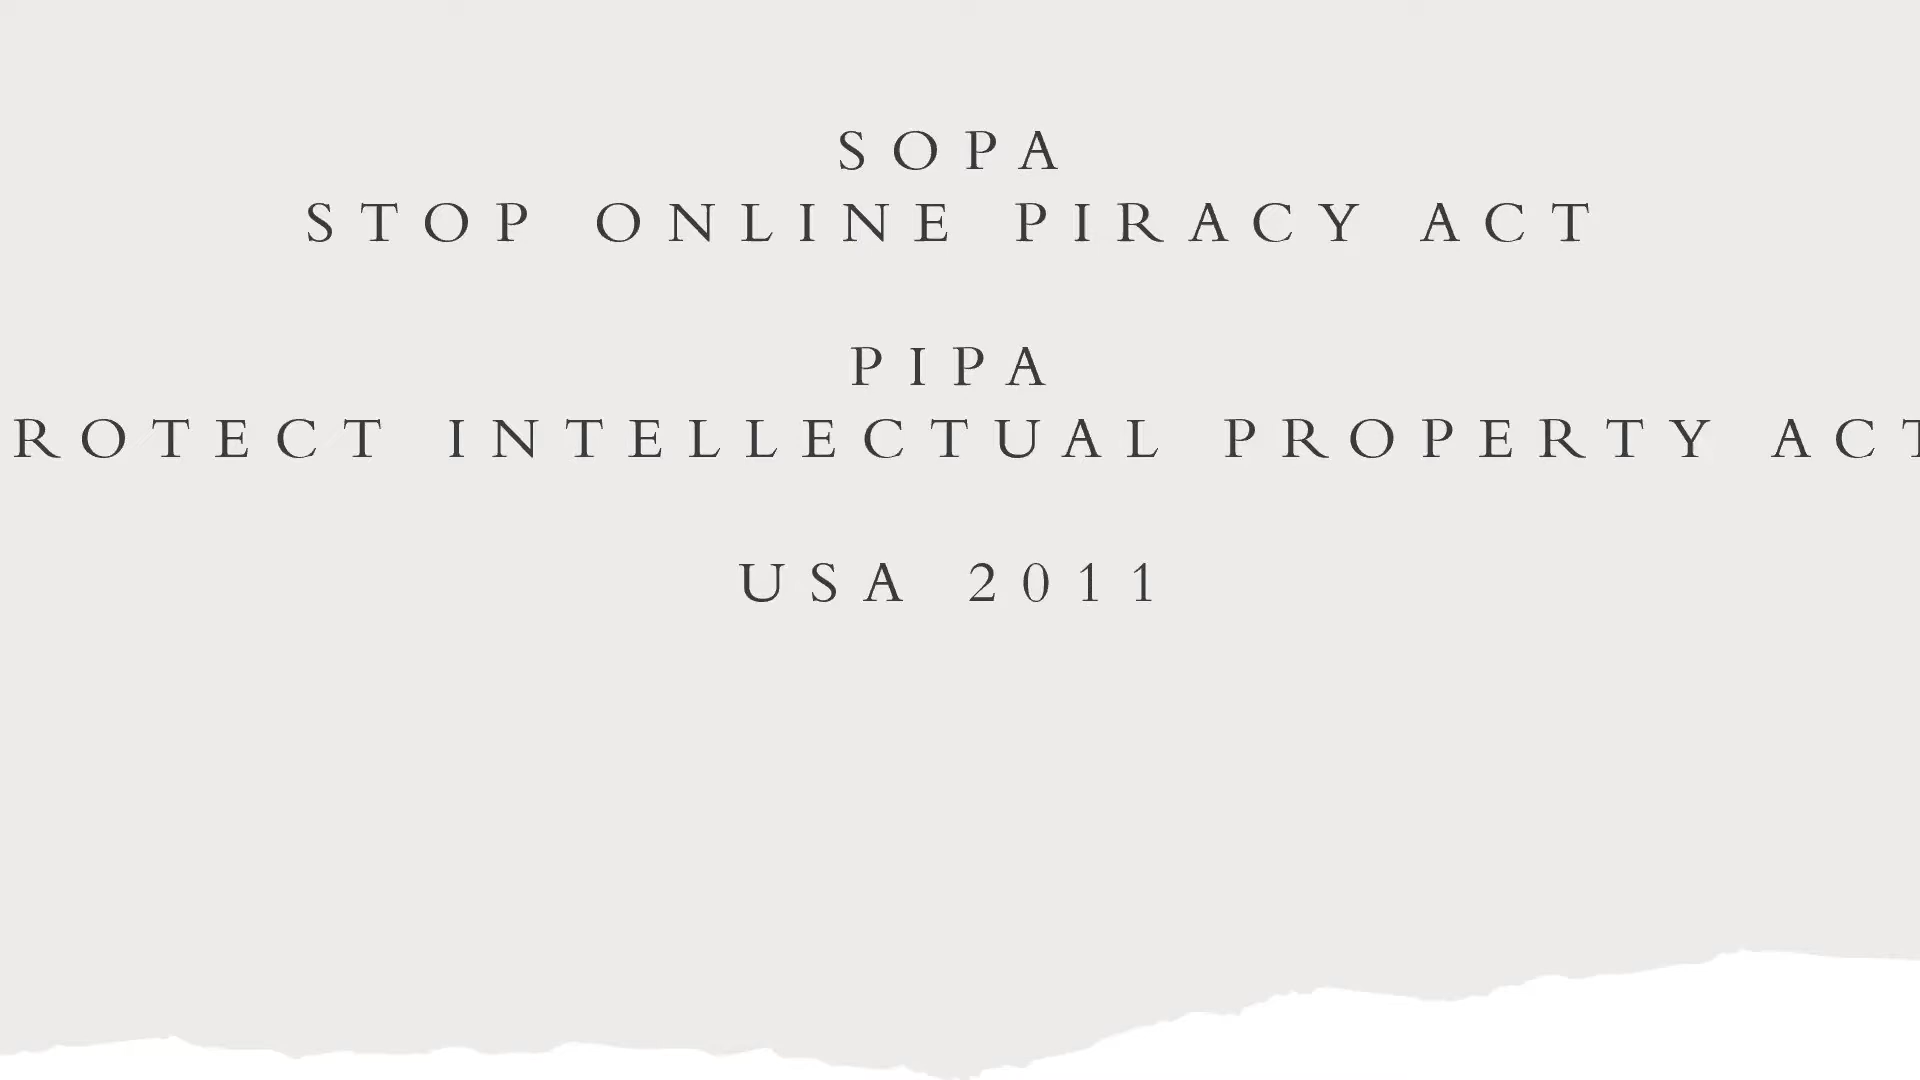 SOPA
STOP ONLINE PIRACY ACT
PIPA
ROTECT INTELLECTUAL PROPERTY ACT
USA 2011